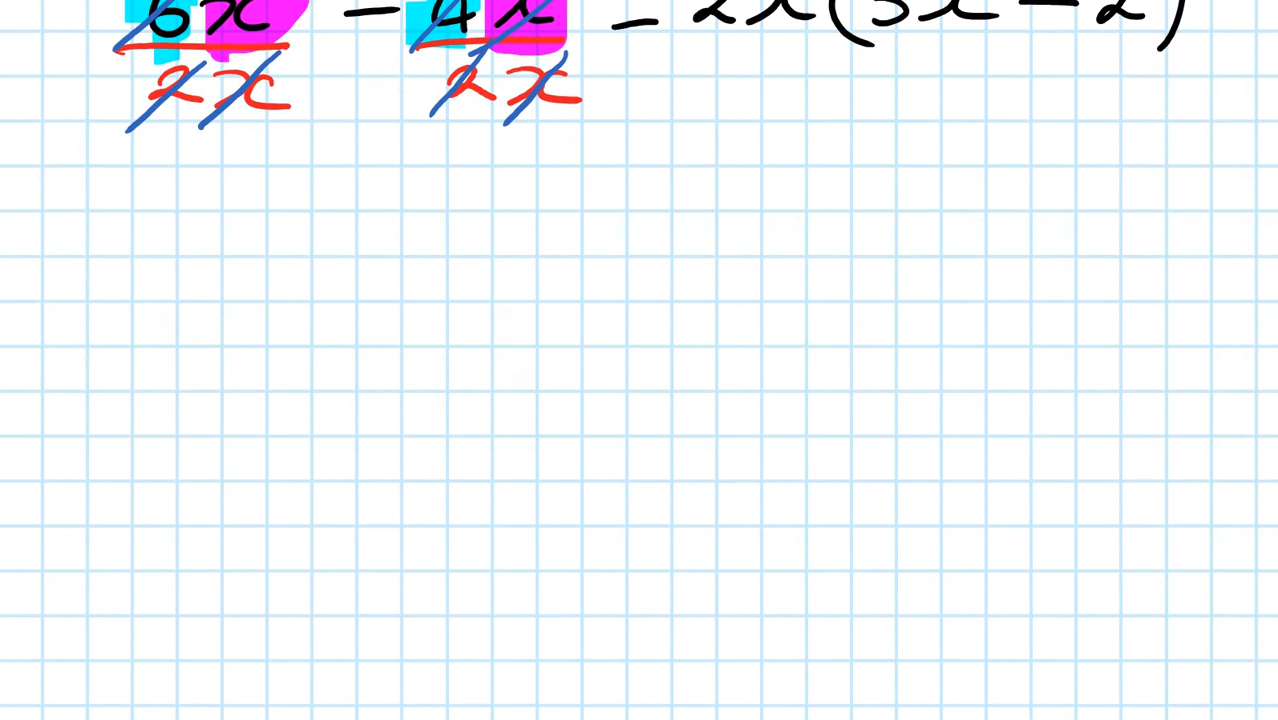 6x - 4x = 2x(3x - 2)
2x 2x